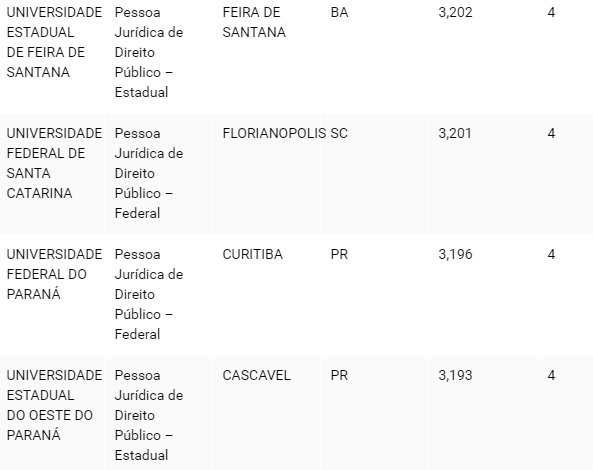 UNIVERSIDADE Pessoa FEIRA DE BA 3,202 4
ESTADUAL Jurídica de SANTANA
DE FEIRA DE Direito
SANTANA Público –
Estadual
UNIVERSIDADE Pessoa FLORIANOPOLIS SC 3,201 4
FEDERAL DE Jurídica de
SANTA Direito
CATARINA Público –
Federal
UNIVERSIDADE Pessoa CURITIBA PR 3,196 4
FEDERAL DO Jurídica de
PARANÁ Direito
Público –
Federal
UNIVERSIDADE Pessoa CASCAVEL PR 3,193 4
ESTADUAL Jurídica de
DO OESTE DO Direito
PARANÁ Público –
Estadual